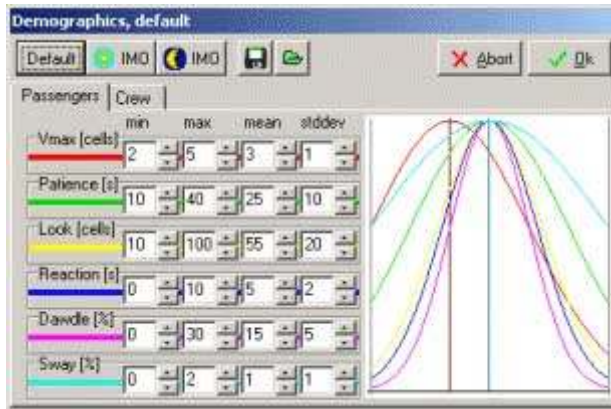 Demographics, default
Default IMO IMO Abort Ok
Passengers Crew
min max mean stddev
Vmax [cells]
2 5 3 1
Patience [s]
10 40 25 10
Look [cells]
10 100 55 20
Reaction [s]
0 10 5 2
Dawdle [%]
0 30 15 5
Sway [%]
0 2 1 1